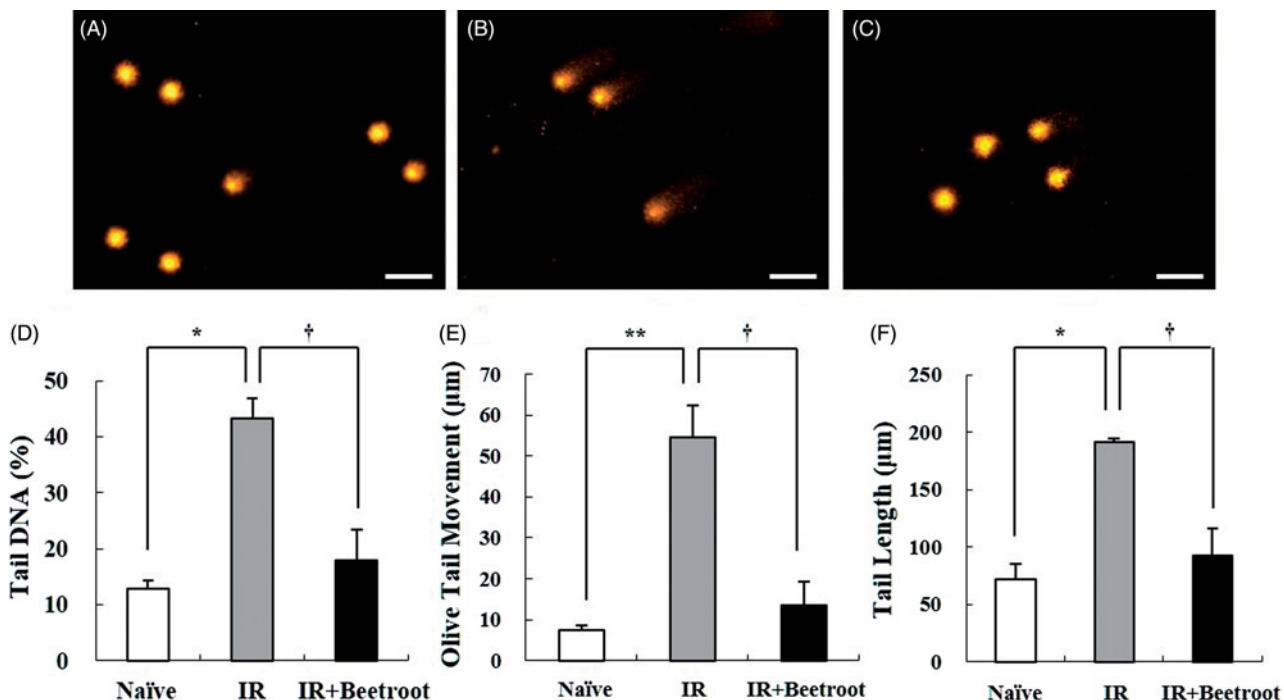 (A)
(B)
(C)
(D)
*
†
Tail DNA (%)
50
40
30
20
10
0
Naïve IR IR+Beetroot
(E)
**
†
Olive Tail Movement (µm)
70
60
50
40
30
20
10
0
Naïve IR IR+Beetroot
(F)
*
†
Tail Length (µm)
250
200
150
100
50
0
Naïve IR IR+Beetroot